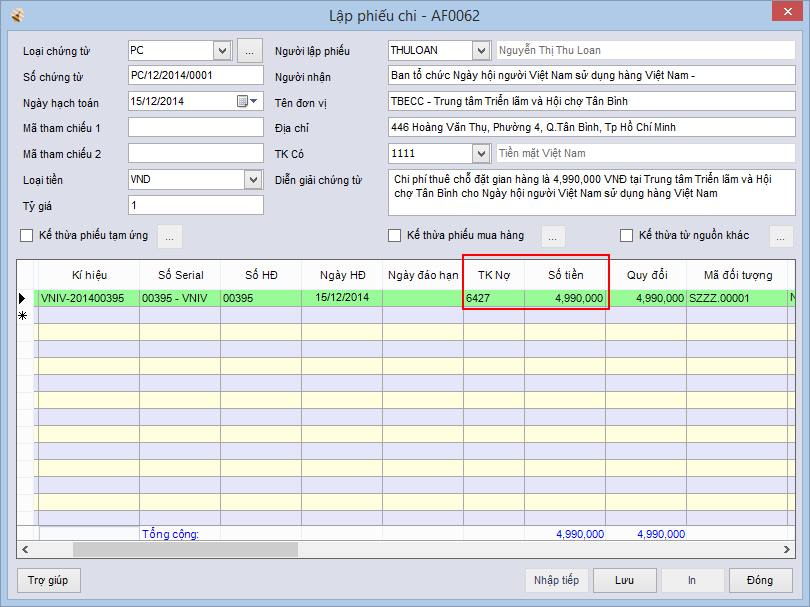 Lập phiếu chi - AF0062
Loại chứng từ PC ... Người lập phiếu THULOAN Nguyễn Thị Thu Loan
Số chứng từ PC/12/2014/0001 Người nhận Ban tổ chức Ngày hội người Việt Nam sử dụng hàng Việt Nam -
Ngày hạch toán 15/12/2014 Tên đơn vị TBECC - Trung tâm Triển lãm và Hội chợ Tân Bình
Mã tham chiếu 1 Địa chỉ 446 Hoàng Văn Thụ, Phường 4, Q.Tân Bình, Tp Hồ Chí Minh
Mã tham chiếu 2 TK Có 1111 Tiền mặt Việt Nam
Loại tiền VND Diễn giải chứng từ Chi phí thuê chỗ đặt gian hàng là 4,990,000 VNĐ tại Trung tâm Triển lãm và Hội
chợ Tân Bình cho Ngày hội người Việt Nam sử dụng hàng Việt Nam
Tỷ giá 1
Kế thừa phiếu tạm ứng ... Kế thừa phiếu mua hàng ... Kế thừa từ nguồn khác ...
Kí hiệu Số Serial Số HĐ Ngày HĐ Ngày đáo hạn TK Nợ Số tiền Quy đổi Mã đối tượng
VNIV-201400395 00395 - VNIV 00395 15/12/2014 6427 4,990,000 4,990,000 SZZZ.00001 N
Tổng cộng: 4,990,000 4,990,000
Trợ giúp Nhập tiếp Lưu In Đóng